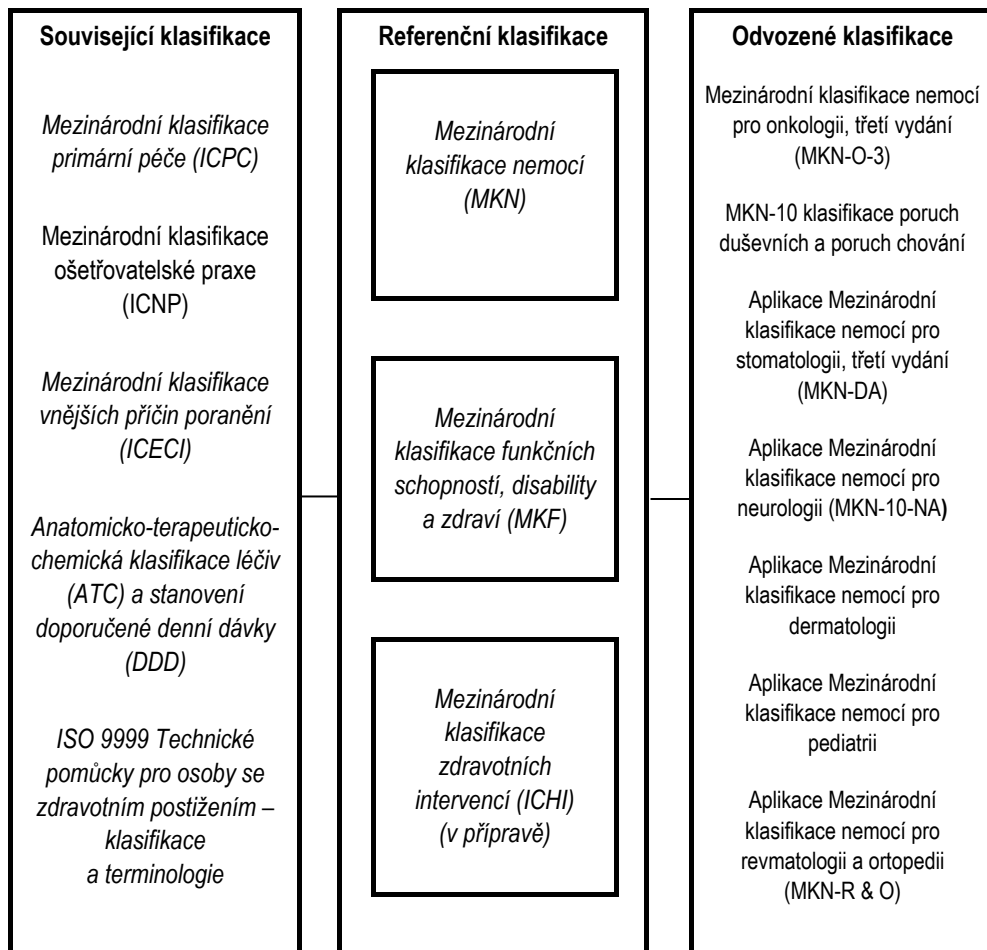 Související klasifikace
Mezinárodní klasifikace
primární péče (ICPC)
Mezinárodní klasifikace
ošetřovatelské praxe
(ICNP)
Mezinárodní klasifikace
vnějších příčin poranění
(ICECI)
Anatomicko-terapeuticko-
chemická klasifikace léčiv
(ATC) a stanovení
doporučené denní dávky
(DDD)
ISO 9999 Technické
pomůcky pro osoby se
zdravotním postižením –
klasifikace
a terminologie
Referenční klasifikace
Mezinárodní
klasifikace nemocí
(MKN)
Mezinárodní
klasifikace funkčních
schopností, disability
a zdraví (MKF)
Mezinárodní
klasifikace
zdravotních
intervencí (ICHI)
(v přípravě)
Odvozené klasifikace
Mezinárodní klasifikace nemocí
pro onkologii, třetí vydání
(MKN-O-3)
MKN-10 klasifikace poruch
duševních a poruch chování
Aplikace Mezinárodní
klasifikace nemocí pro
stomatologii, třetí vydání
(MKN-DA)
Aplikace Mezinárodní
klasifikace nemocí pro
neurologii (MKN-10-NA)
Aplikace Mezinárodní
klasifikace nemocí pro
dermatologii
Aplikace Mezinárodní
klasifikace nemocí pro
pediatrii
Aplikace Mezinárodní
klasifikace nemocí pro
revmatologii a ortopedii
(MKN-R & O)